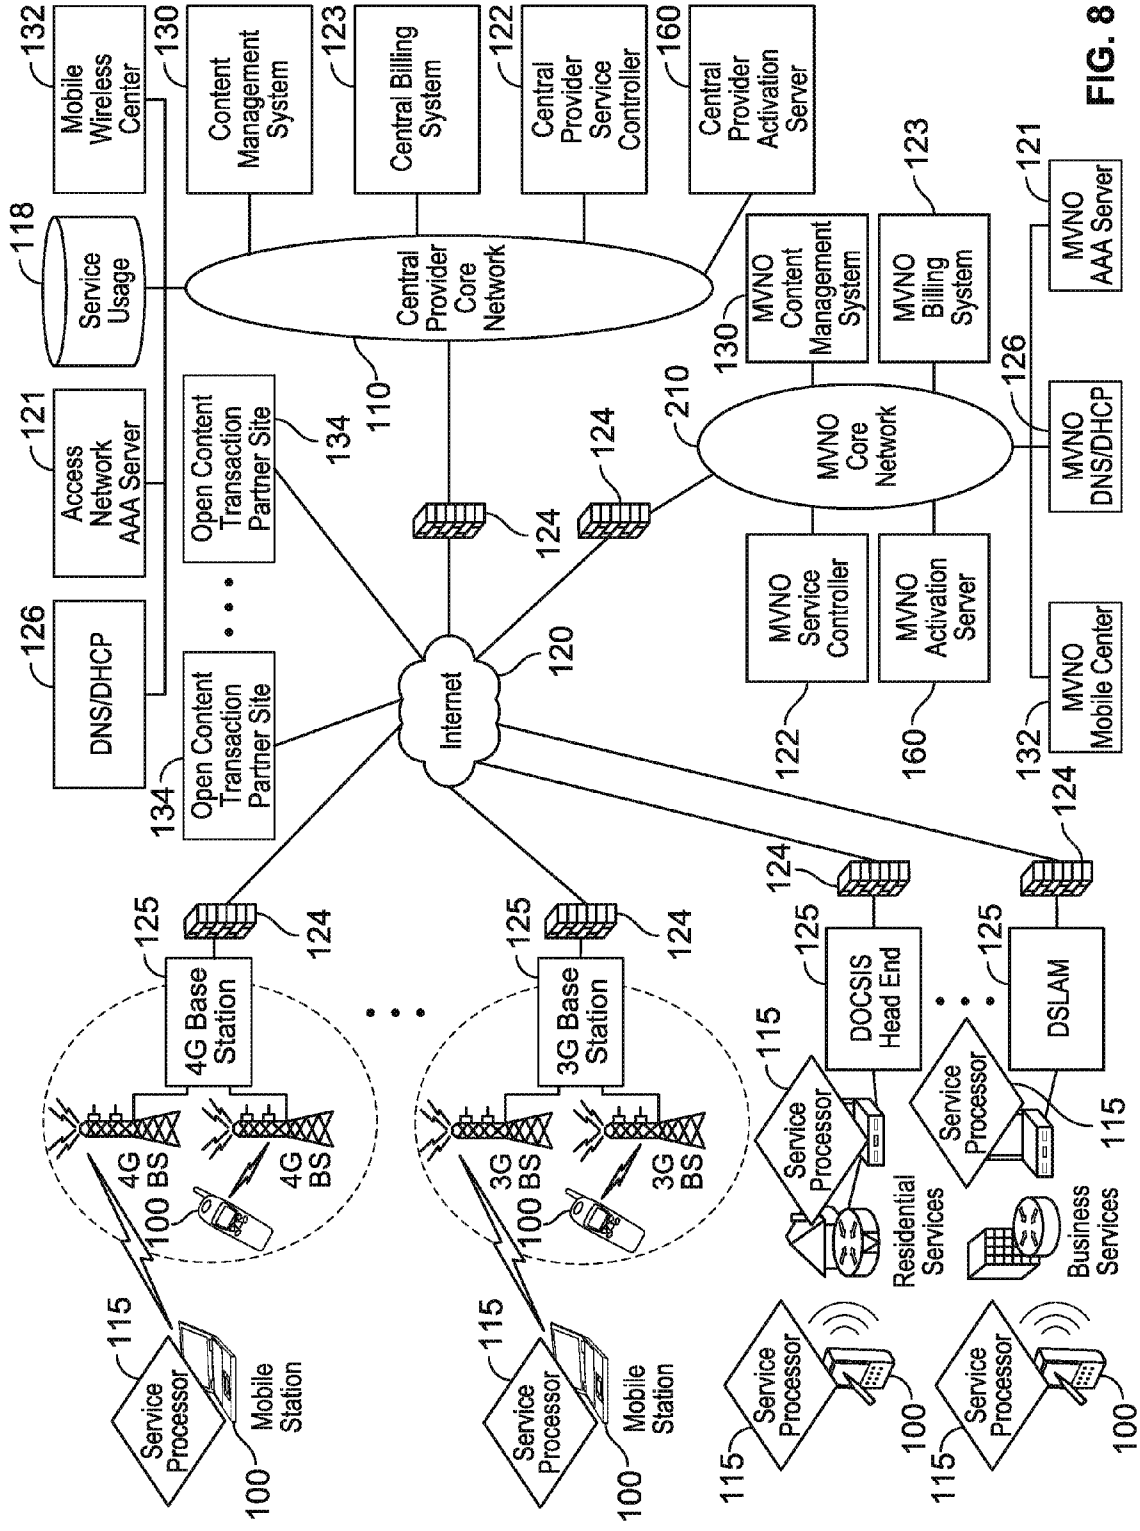 126
DNS/DHCP
121
Access
Network
AAA Server
118
Service
Usage
132
Mobile
Wireless
Center
134
Open Content
Transaction
Partner Site
Open Content
Transaction
Partner Site
134
130
Content
Management
System
123
Central Billing
System
122
Central
Provider
Service
Controller
160
Central
Provider
Activation
Server
110
Central
Provider
Core
Network
115
Service
Processor
100
Mobile
Station
4G
BS
100
4G
BS
125
4G Base
Station
124
115
Service
Processor
100
Mobile
Station
3G
BS
100
3G
BS
125
3G Base
Station
124
Internet
120
124
124
210
MVNO
Core
Network
122
MVNO
Service
Controller
130
MVNO
Content
Management
System
160
MVNO
Activation
Server
MVNO
Billing
System
123
132
MVNO
Mobile Center
126
MVNO
DNS/DHCP
121
MVNO
AAA Server
115
Service
Processor
100
Residential
Services
115
Service
Processor
125
DOCSIS
Head End
124
115
Service
Processor
100
Business
Services
Service
Processor
115
125
DSLAM
124
FIG. 8